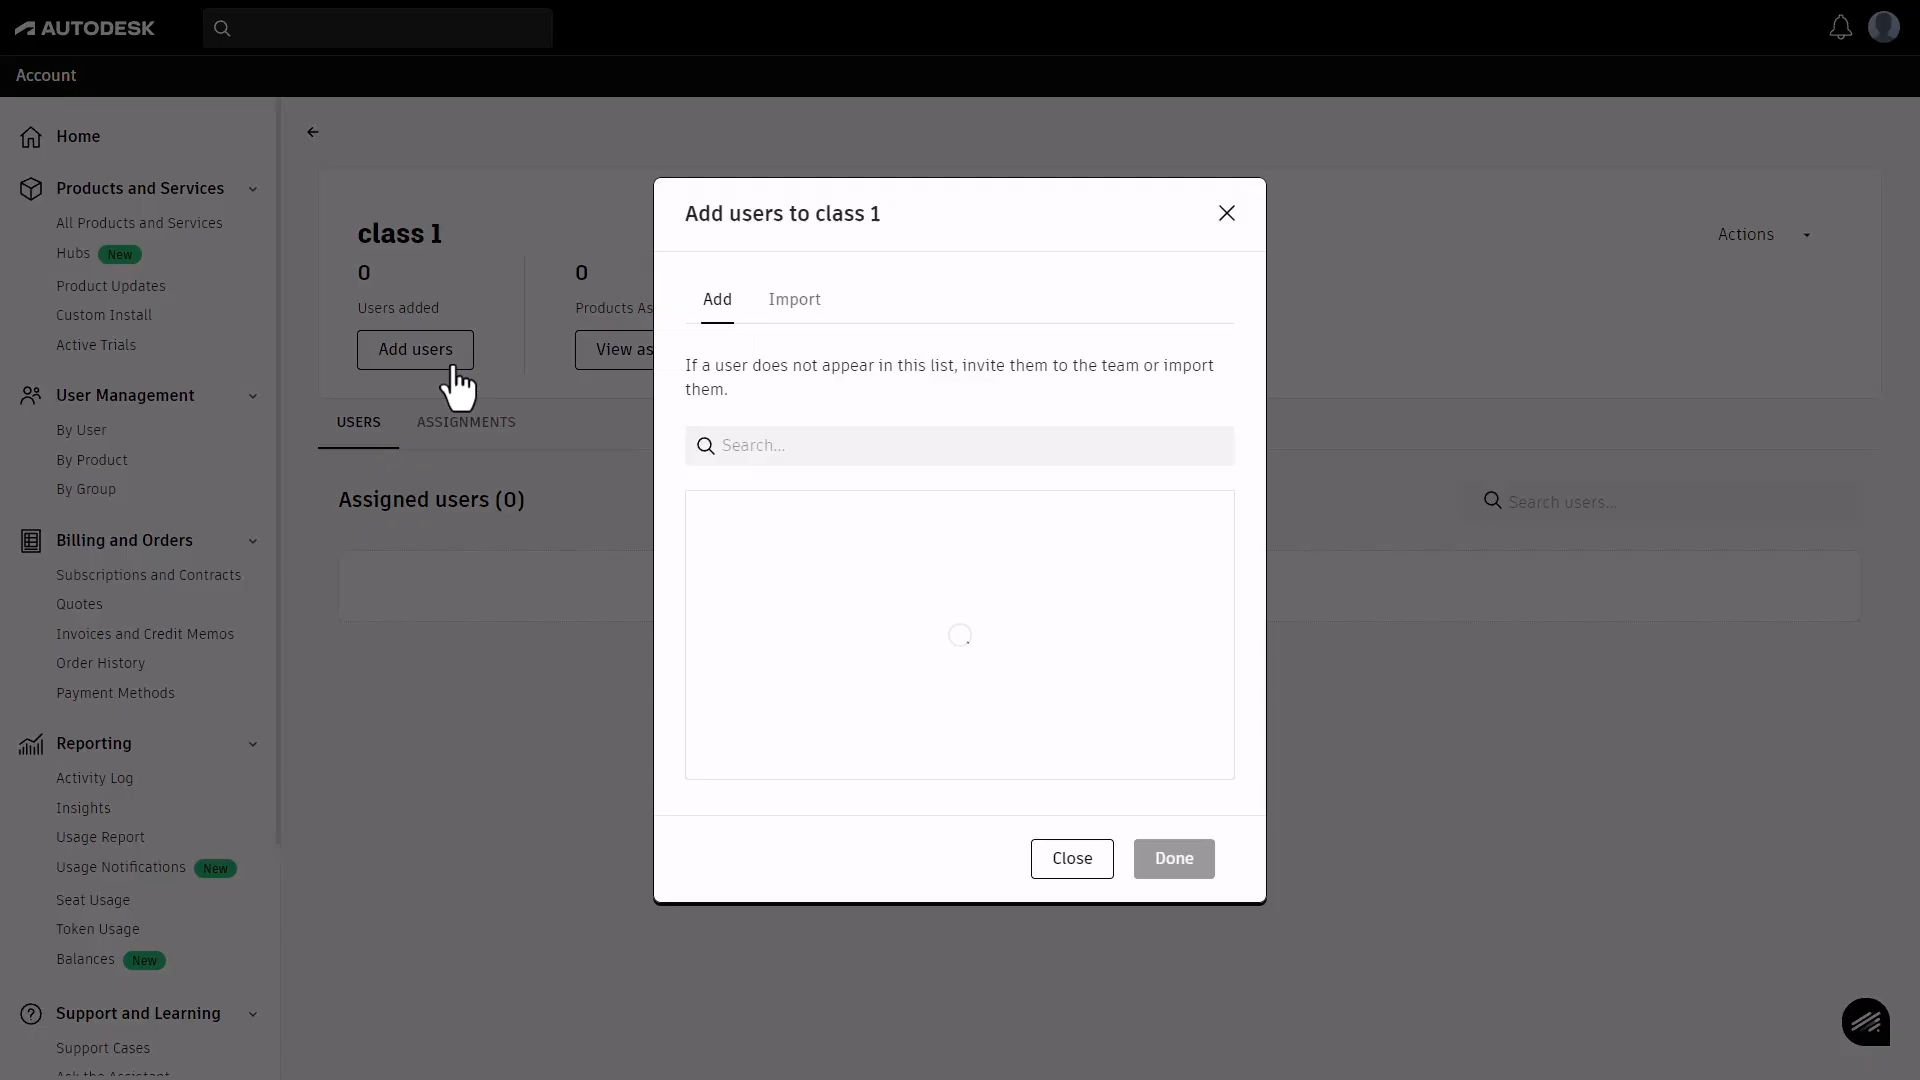 AUTODESK
Account
Home
Products and Services
All Products and Services
Hubs New
Product Updates
Custom Install
Active Trials
User Management
By User
By Product
By Group
Billing and Orders
Subscriptions and Contracts
Quotes
Invoices and Credit Memos
Order History
Payment Methods
Reporting
Activity Log
Insights
Usage Report
Usage Notifications New
Seat Usage
Token Usage
Balances New
Support and Learning
Support Cases
Ask the Assistant
class 1
Actions
0
Users added
Add users
0
Products As
View as
USERS
ASSIGNMENTS
Assigned users (0)
Search users...
Add users to class 1
Add
Import
If a user does not appear in this list, invite them to the team or import
them.
Search...
Close
Done